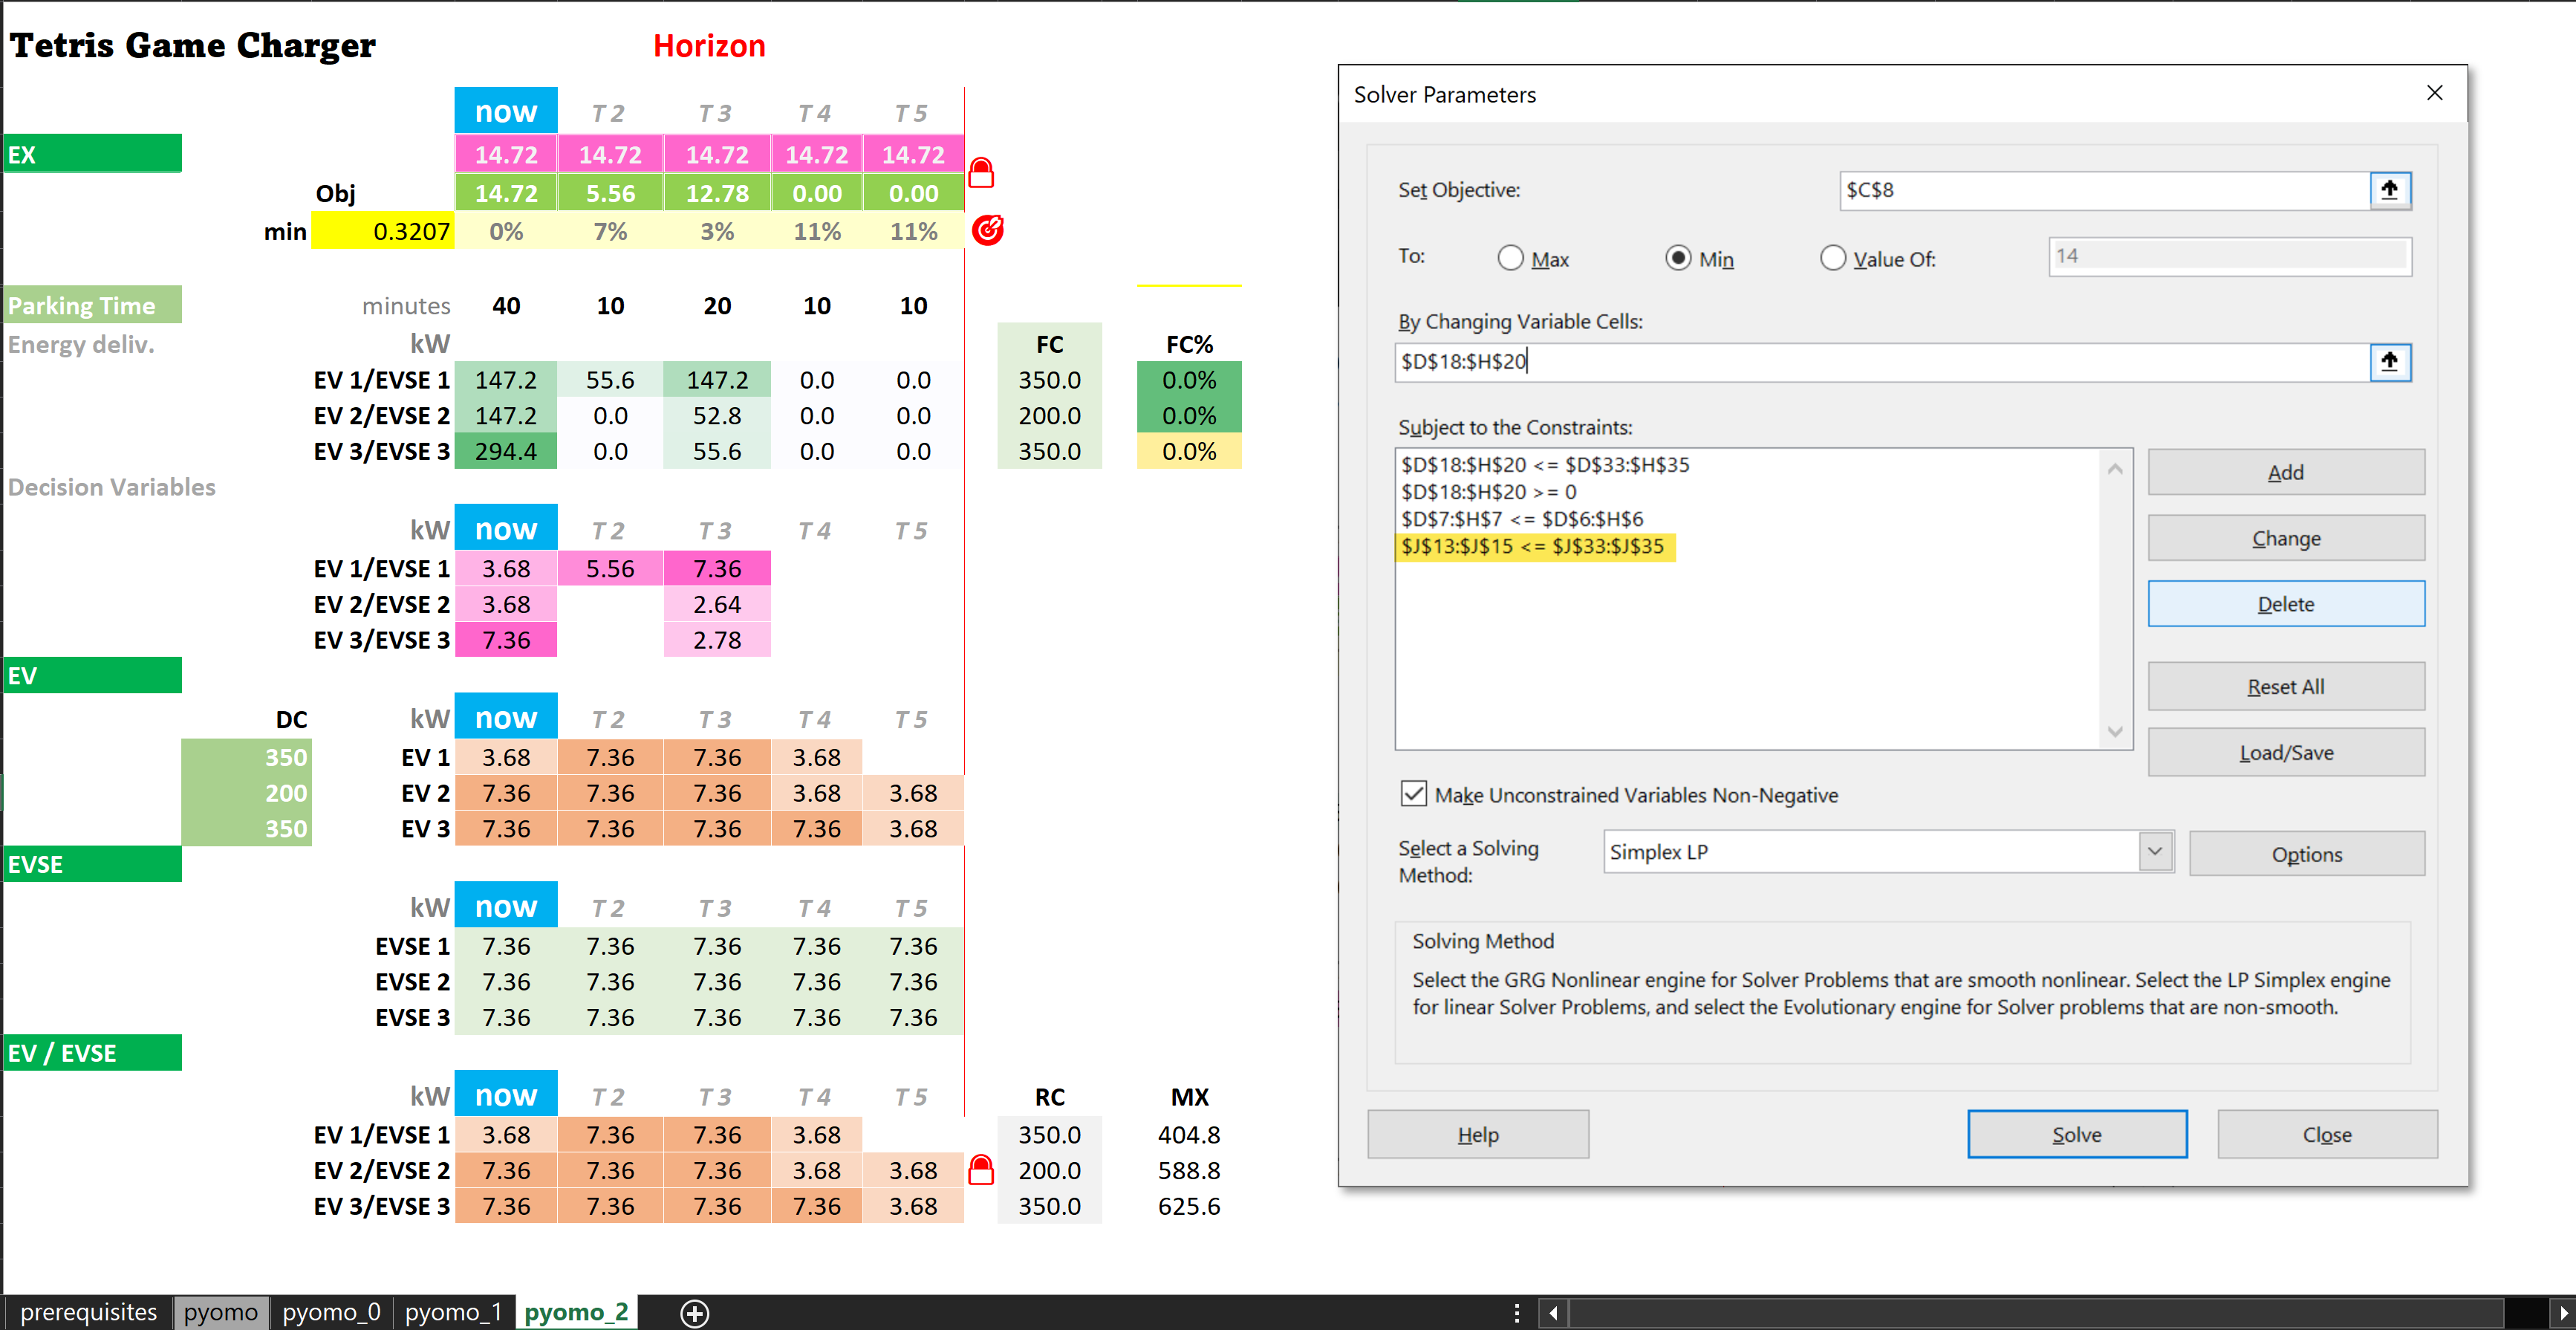 Tetris Game Charger Horizon
now T 2 T 3 T 4 T 5
EX 14.72 14.72 14.72 14.72 14.72
Obj 14.72 5.56 12.78 0.00 0.00
min 0.3207 0% 7% 3% 11% 11%
Parking Time minutes 40 10 20 10 10
Energy deliv. kW FC FC%
EV 1/EVSE 1 147.2 55.6 147.2 0.0 0.0 350.0 0.0%
EV 2/EVSE 2 147.2 0.0 52.8 0.0 0.0 200.0 0.0%
EV 3/EVSE 3 294.4 0.0 55.6 0.0 0.0 350.0 0.0%
Decision Variables
kW now T 2 T 3 T 4 T 5
EV 1/EVSE 1 3.68 5.56 7.36
EV 2/EVSE 2 3.68 2.64
EV 3/EVSE 3 7.36 2.78
EV
DC kW now T 2 T 3 T 4 T 5
350 EV 1 3.68 7.36 7.36 3.68
200 EV 2 7.36 7.36 7.36 3.68 3.68
350 EV 3 7.36 7.36 7.36 7.36 3.68
EVSE
kW now T 2 T 3 T 4 T 5
EVSE 1 7.36 7.36 7.36 7.36 7.36
EVSE 2 7.36 7.36 7.36 7.36 7.36
EVSE 3 7.36 7.36 7.36 7.36 7.36
EV / EVSE
kW now T 2 T 3 T 4 T 5 RC MX
EV 1/EVSE 1 3.68 7.36 7.36 3.68 350.0 404.8
EV 2/EVSE 2 7.36 7.36 7.36 3.68 3.68 200.0 588.8
EV 3/EVSE 3 7.36 7.36 7.36 7.36 3.68 350.0 625.6
Solver Parameters
Set Objective: $C$8
To: Max Min Value Of: 14
By Changing Variable Cells:
$D$18:$H$20
Subject to the Constraints:
$D$18:$H$20 <= $D$33:$H$35
$D$18:$H$20 >= 0
$D$7:$H$7 <= $D$6:$H$6
$J$13:$J$15 <= $J$33:$J$35
Add
Change
Delete
Reset All
Load/Save
Make Unconstrained Variables Non-Negative
Select a Solving
Method:
Simplex LP
Options
Solving Method
Select the GRG Nonlinear engine for Solver Problems that are smooth nonlinear. Select the LP Simplex engine
for linear Solver Problems, and select the Evolutionary engine for Solver problems that are non-smooth.
Help Solve Close
prerequisites pyomo pyomo_0 pyomo_1 pyomo_2